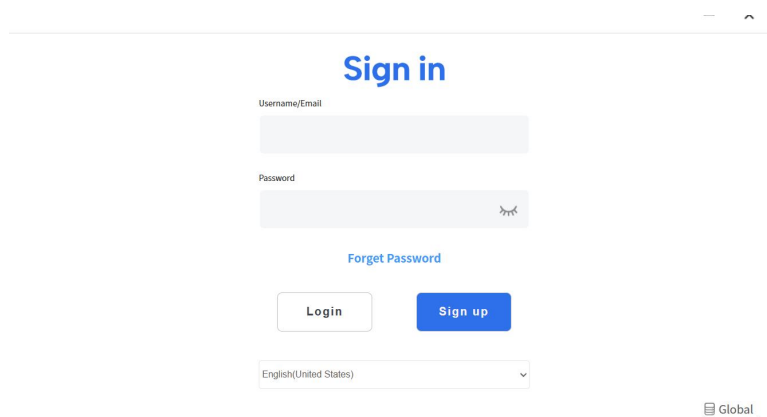 Sign in
Username/Email
Password
Forget Password
Login
Sign up
English(United States)
Global